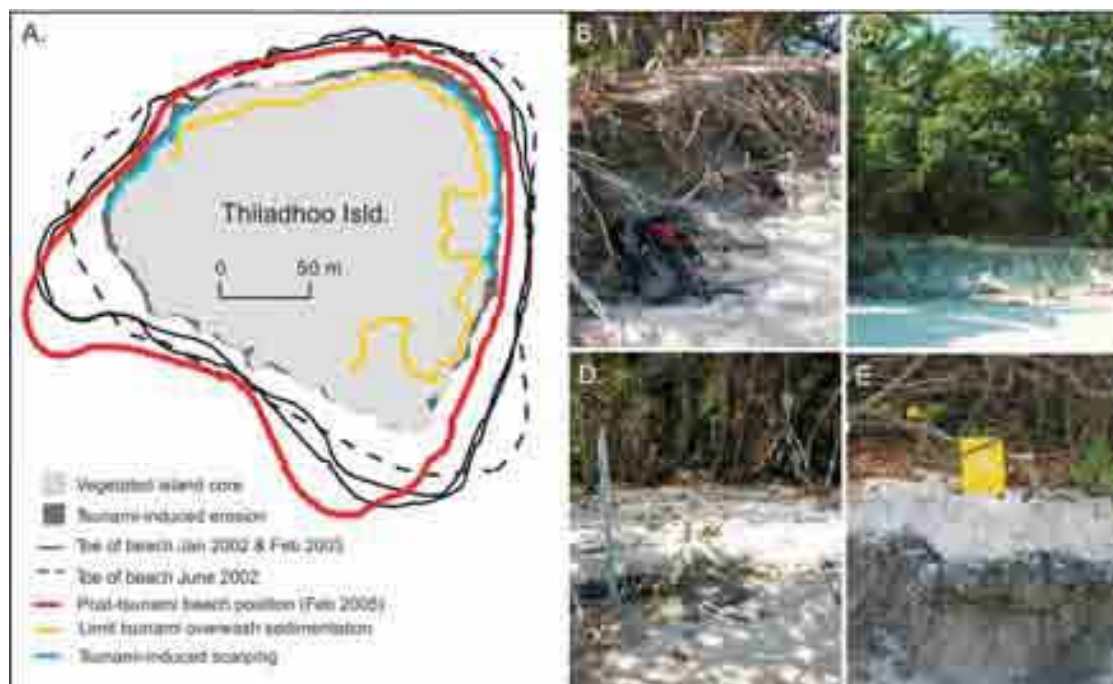 A.
B.
C.
Thiladhoo Isld.
0 50 m
D.
E.
Vegetated island core
Tsunami-induced erosion
Toe of beach Jan 2002 & Feb 2003
Toe of beach June 2002
Post-tsunami beach position (Feb 2005)
Limit tsunami overwash sedimentation
Tsunami-induced scarping